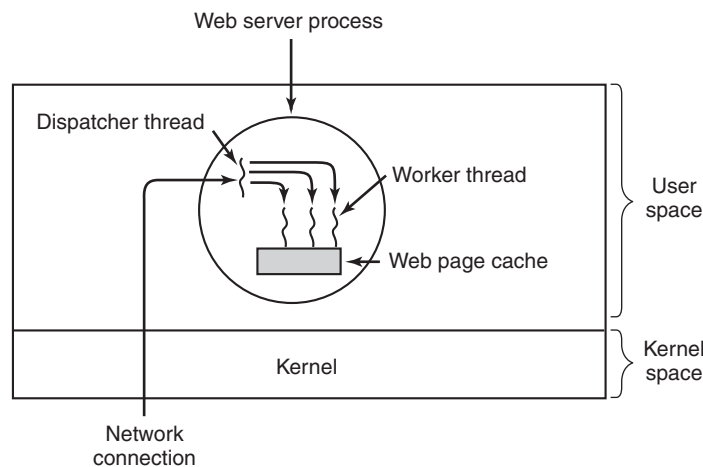 Web server process
Dispatcher thread
Worker thread
User
space
Web page cache
Kernel
Kernel
space
Network
connection